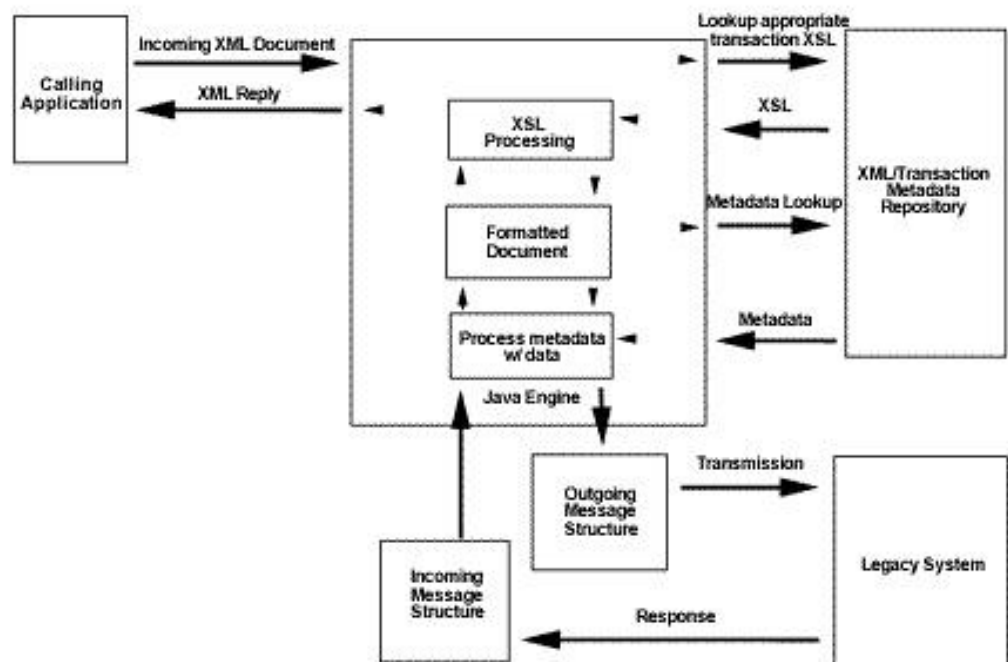 Calling
Application
Incoming XML Document
XML Reply
Lookup appropriate
transaction XSL
XSL
XML/Transaction
Metadata
Repository
Metadata Lookup
Metadata
XSL
Processing
Formatted
Document
Process metadata
w/ data
Java Engine
Outgoing
Message
Structure
Transmission
Legacy System
Incoming
Message
Structure
Response